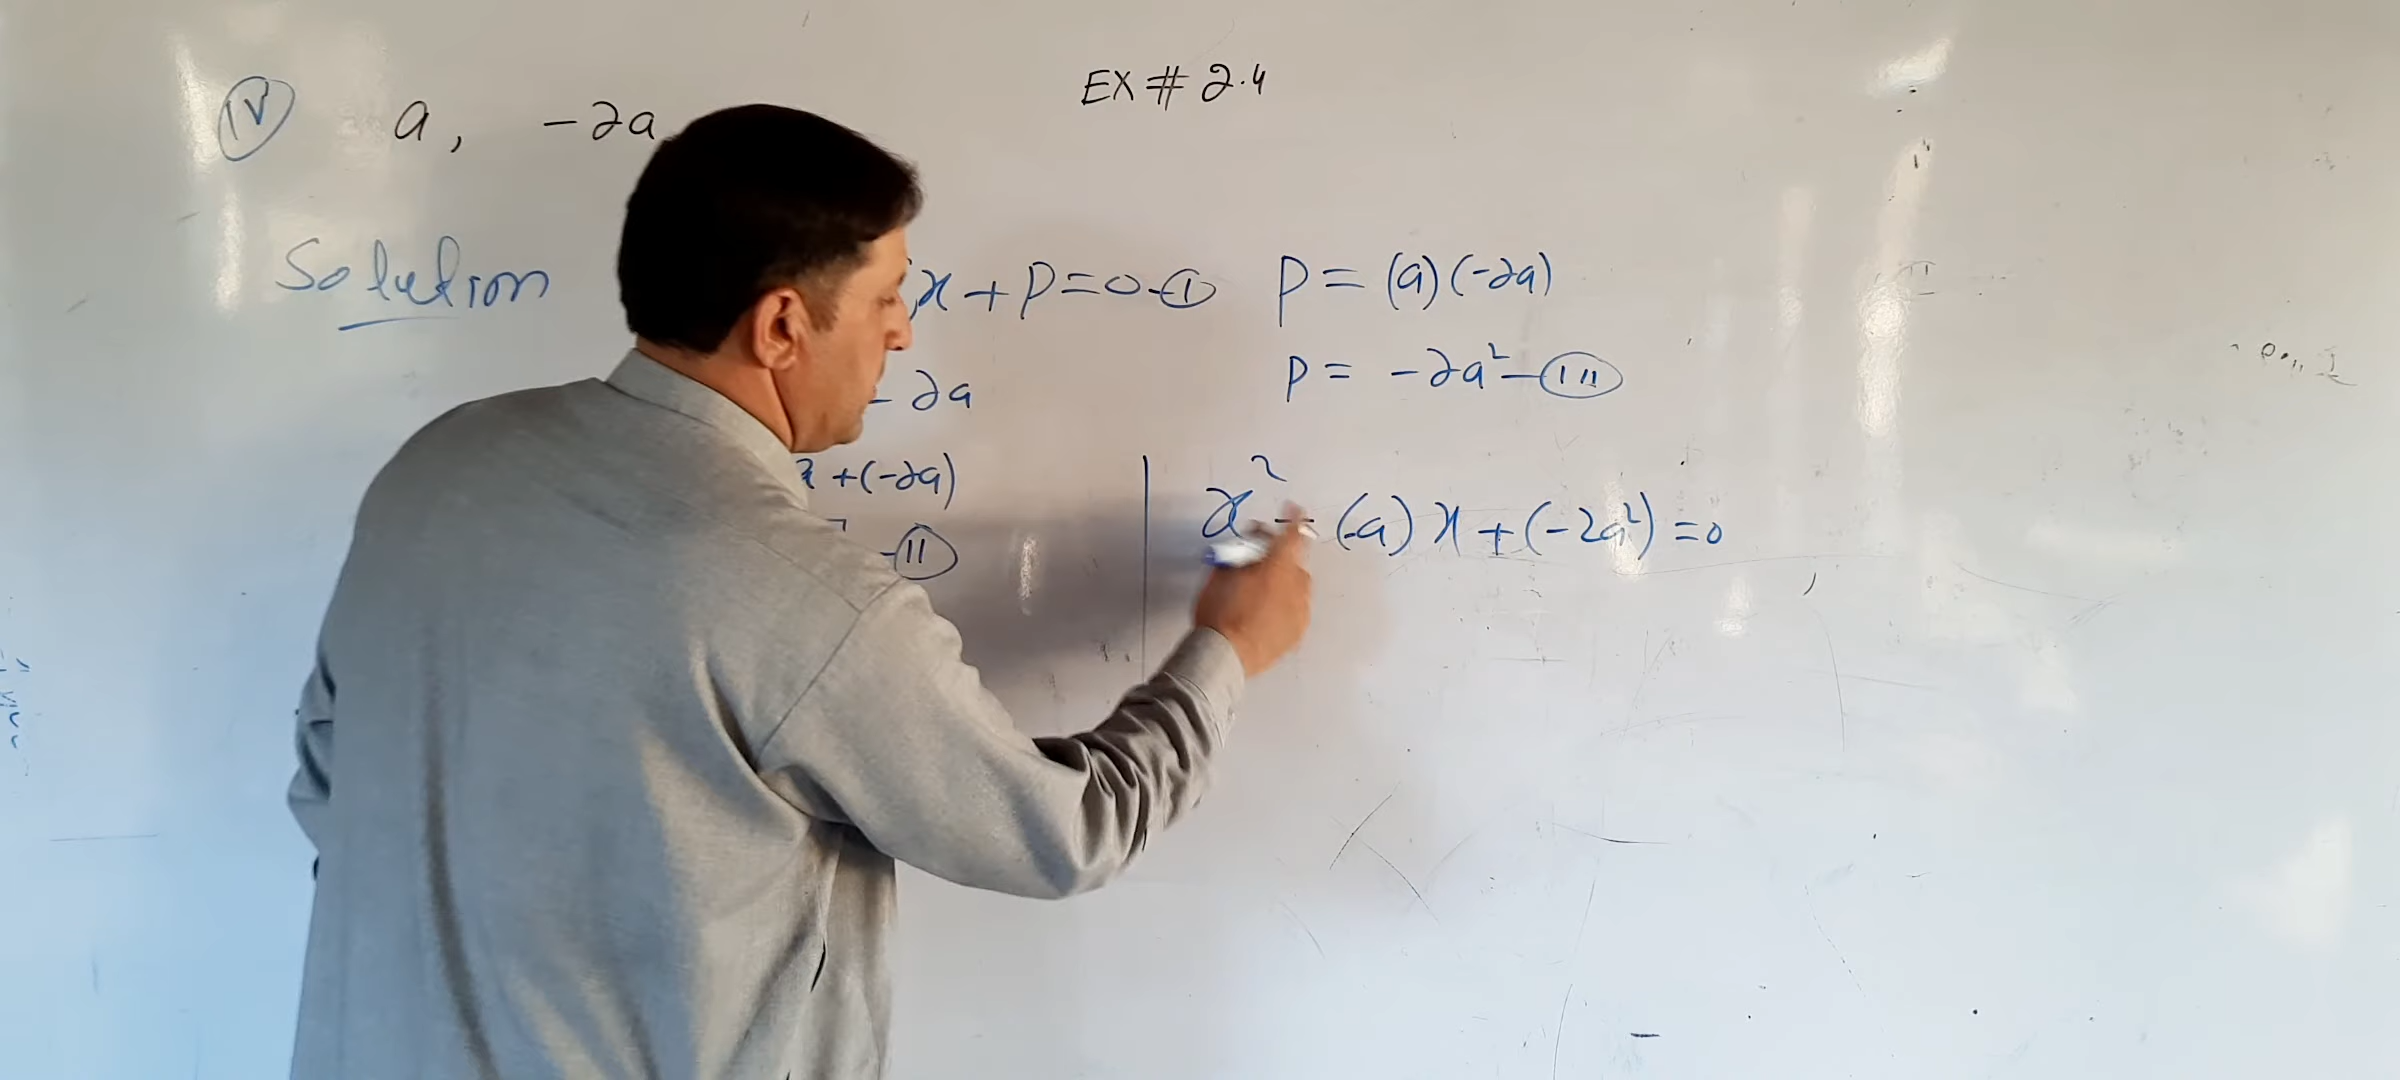 EX # 2.4
IV a, -2a
Solution x + P = 0 - I
- 2a
+ (-2a)
- II
P = (a) (-2a)
P = -2a² - III
x² - (-a) x + (-2a²) = 0